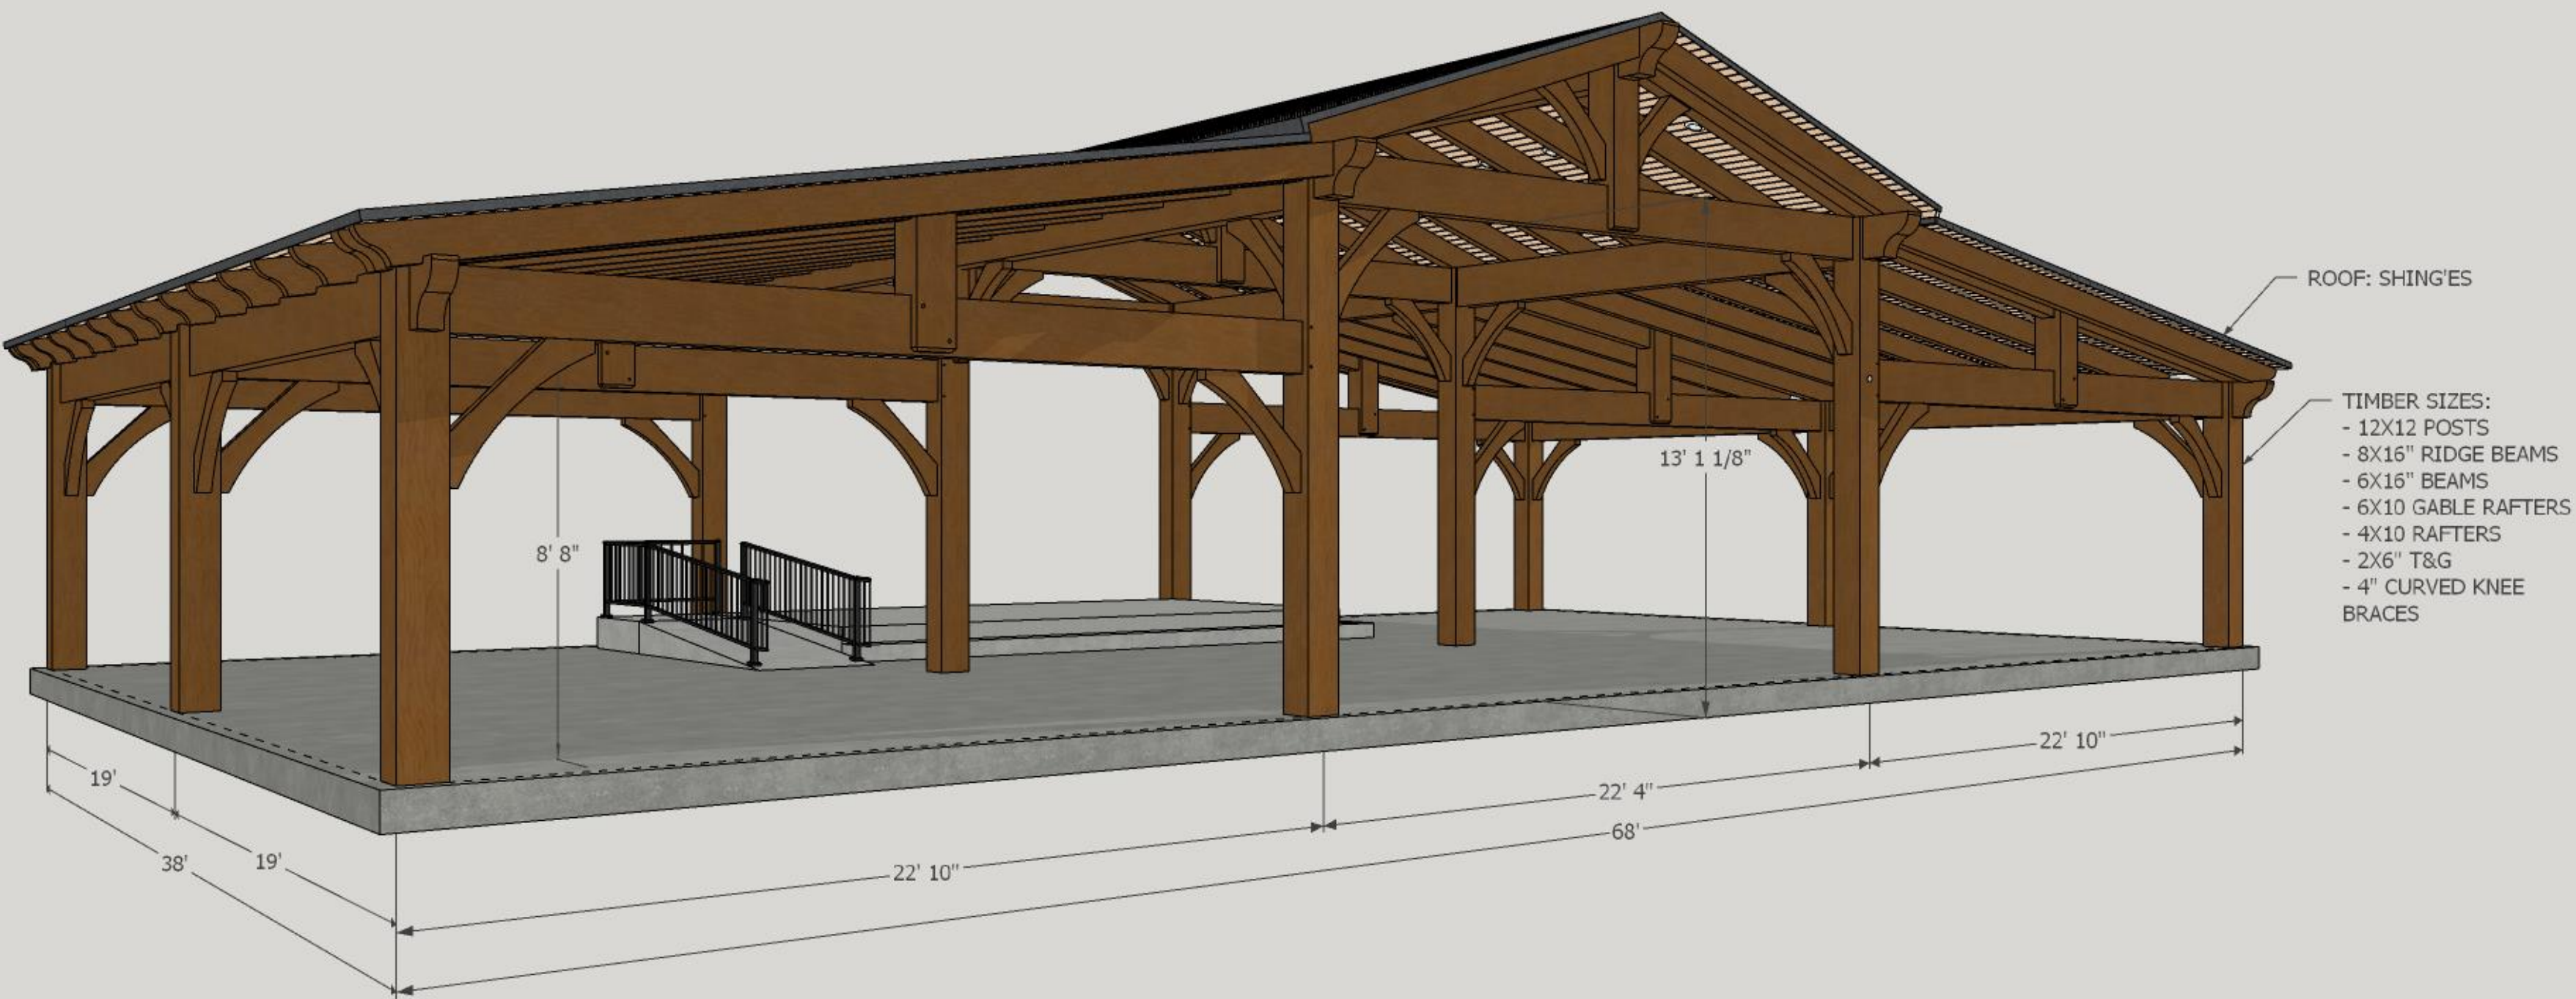 ROOF: SHING'ES
TIMBER SIZES:
- 12X12 POSTS
- 8X16" RIDGE BEAMS
- 6X16" BEAMS
- 6X10 GABLE RAFTERS
- 4X10 RAFTERS
- 2X6" T&G
- 4" CURVED KNEE
BRACES
13' 1 1/8"
8' 8"
22' 10"
19'
22' 4"
68'
38'
19'
22' 10"